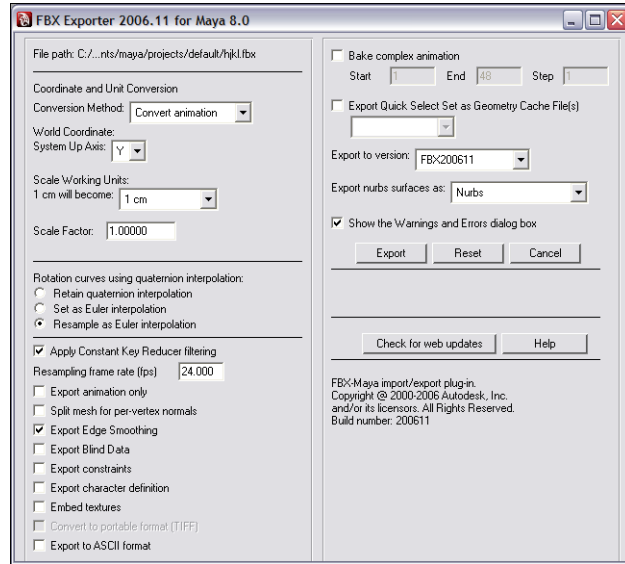 FBX Exporter 2006.11 for Maya 8.0
File path: C:/...nts/maya/projects/default/hjkl.fbx
Coordinate and Unit Conversion
Conversion Method: Convert animation
World Coordinate:
System Up Axis: Y
Scale Working Units:
1 cm will become: 1 cm
Scale Factor: 1.00000
Rotation curves using quaternion interpolation:
Retain quaternion interpolation
Set as Euler interpolation
Resample as Euler interpolation
Apply Constant Key Reducer filtering
Resampling frame rate (fps) 24.000
Export animation only
Split mesh for per-vertex normals
Export Edge Smoothing
Export Blind Data
Export constraints
Export character definition
Embed textures
Convert to portable format (TIFF)
Export to ASCII format
Bake complex animation
Start 1 End 48 Step 1
Export Quick Select Set as Geometry Cache File(s)
Export to version: FBX200611
Export nurbs surfaces as: Nurbs
Show the Warnings and Errors dialog box
Export Reset Cancel
Check for web updates Help
FBX-Maya import/export plug-in.
Copyright @ 2000-2006 Autodesk, Inc.
and/or its licensors. All Rights Reserved.
Build number: 200611